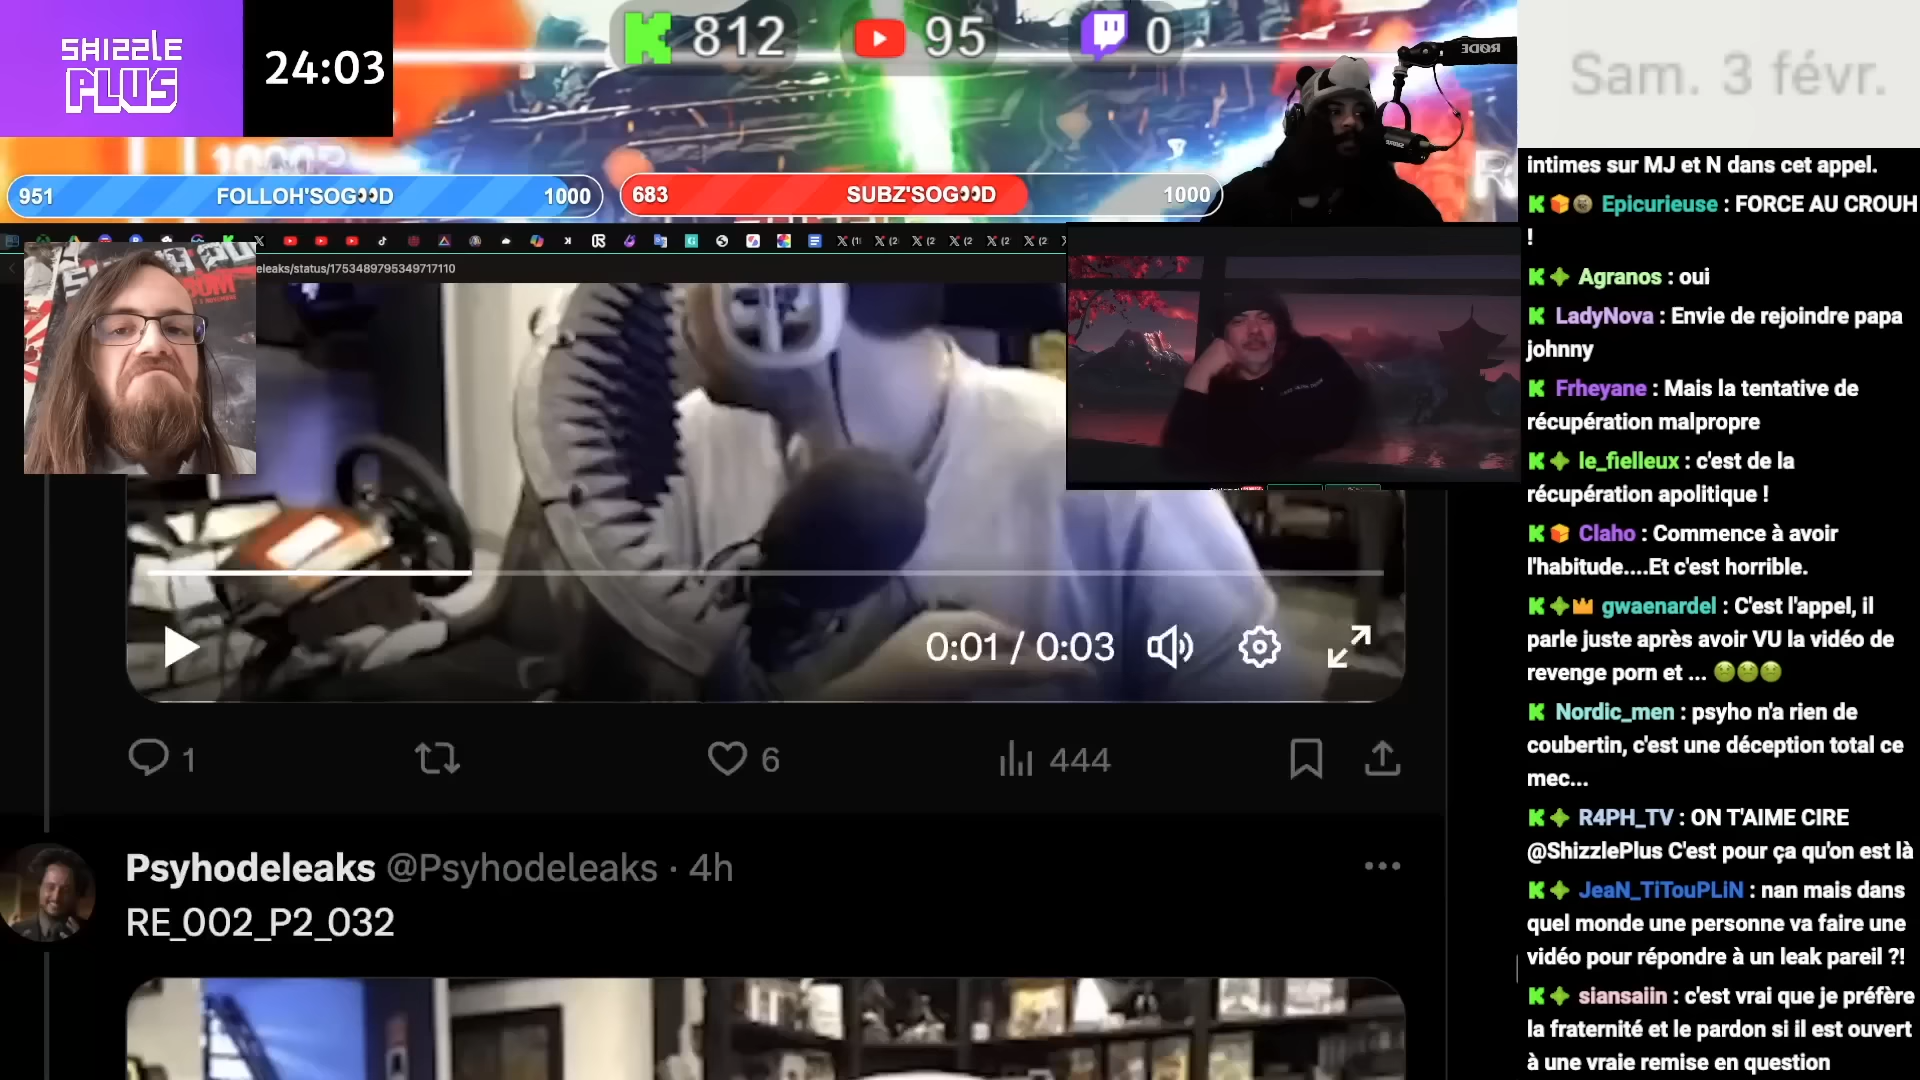 SHIZZLE
PLUS
24:03
812
95
0
RØDE
Sam. 3 févr.
951 FOLLOH'SOG👀D 1000
683 SUBZ'SOG👀D 1000
eleaks/status/1753489795349717110
0:01 / 0:03
1
6
444
Psyhodeleaks @Psyhodeleaks · 4h
RE_002_P2_032
intimes sur MJ et N dans cet appel.
Epicurieuse : FORCE AU CROUH
!
Agranos : oui
LadyNova : Envie de rejoindre papa
johnny
Frheyane : Mais la tentative de
récupération malpropre
le_fielleux : c'est de la
récupération apolitique !
Claho : Commence à avoir
l'habitude....Et c'est horrible.
gwaenardel : C'est l'appel, il
parle juste après avoir VU la vidéo de
revenge porn et ... 🤢🤢🤢
Nordic_men : psyho n'a rien de
coubertin, c'est une déception total ce
mec...
R4PH_TV : ON T'AIME CIRE
@ShizzlePlus C'est pour ça qu'on est là
JeaN_TiTouPLiN : nan mais dans
quel monde une personne va faire une
vidéo pour répondre à un leak pareil ?!
siansaiin : c'est vrai que je préfère
la fraternité et le pardon si il est ouvert
à une vraie remise en question